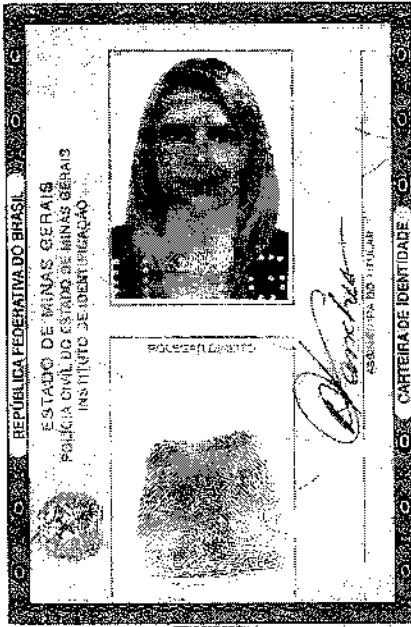 REPÚBLICA FEDERATIVA DO BRASIL
ESTADO DE MINAS GERAIS
POLÍCIA CIVIL DO ESTADO DE MINAS GERAIS
INSTITUTO DE IDENTIFICAÇÃO
POLEGAR DIREITO
ASSINATURA DO TITULAR
CARTEIRA DE IDENTIDADE